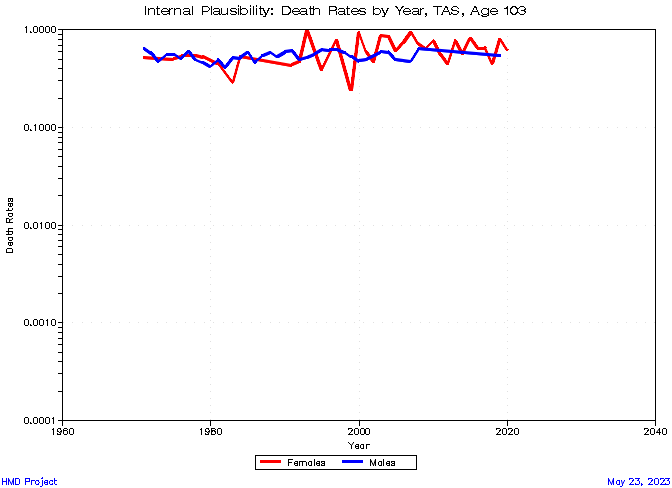 Internal Plausibility: Death Rates by Year, TAS, Age 103
1.0000
0.1000
0.0100
0.0010
0.0001
Death Rates
1960 1980 2000 2020 2040
Year
Females Males
HMD Project May 23, 2023